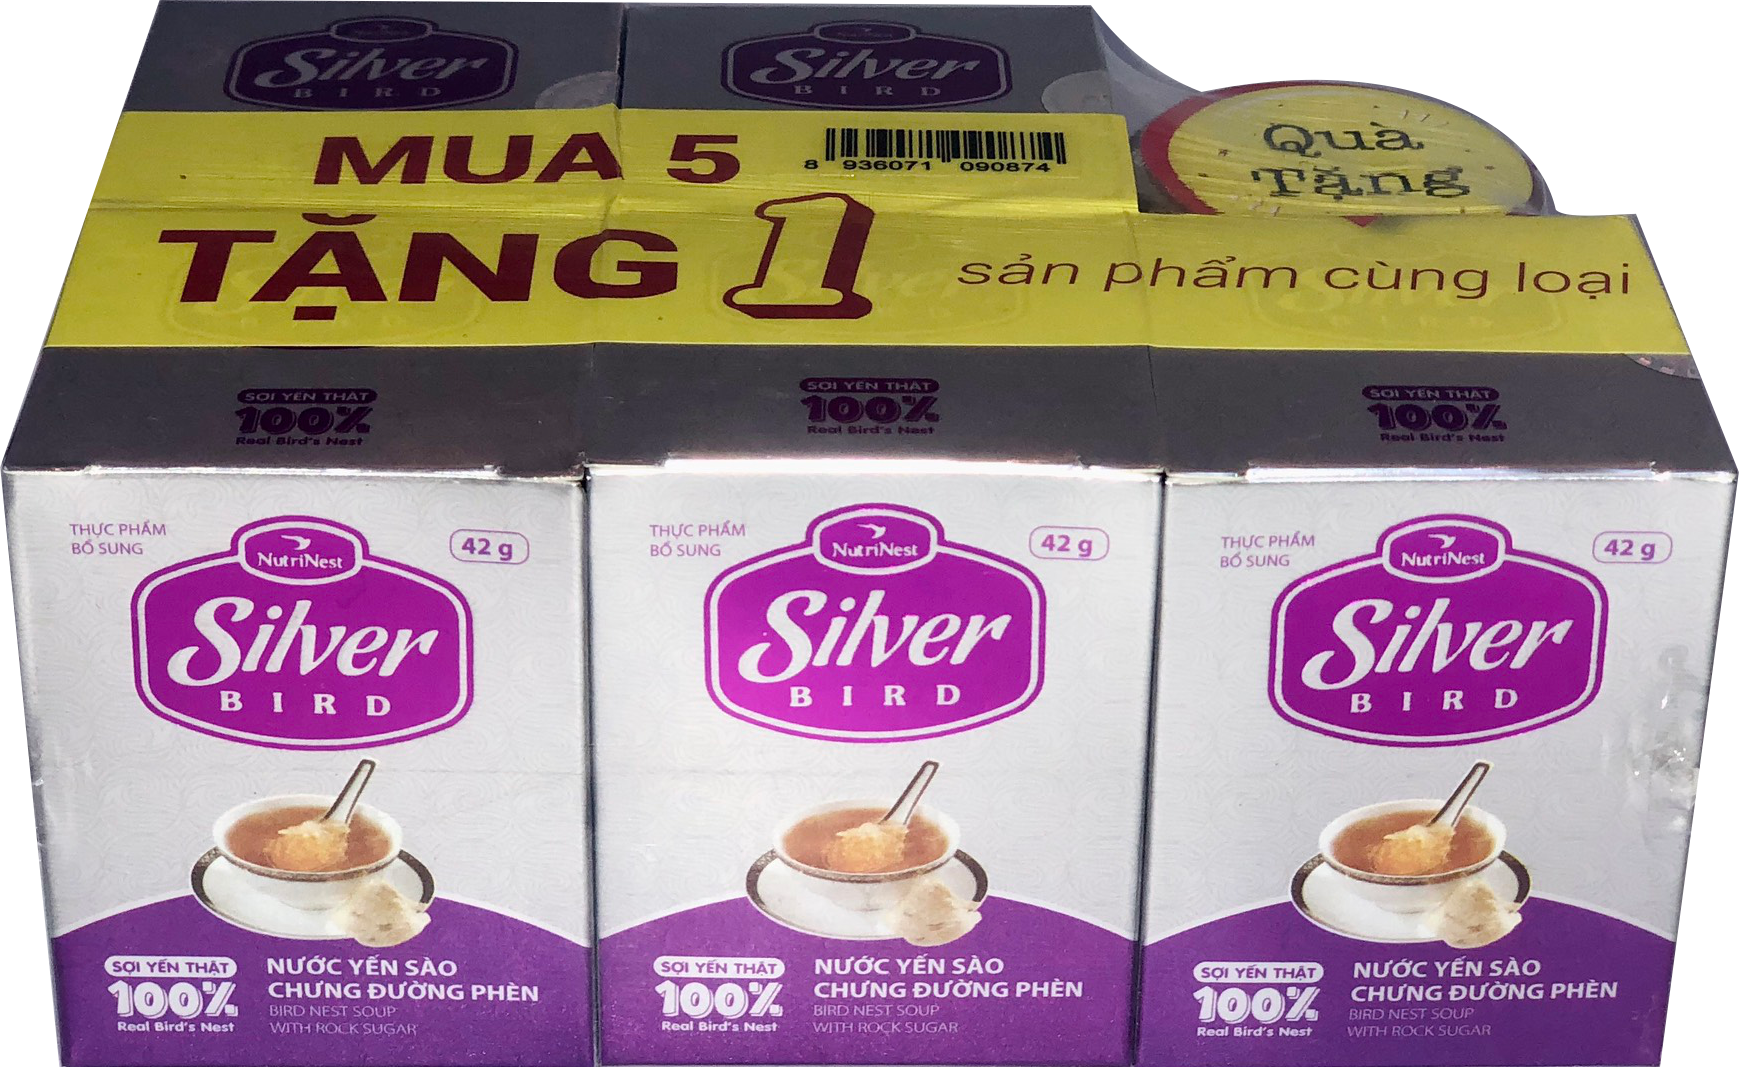 NutriNest
Silver
BIRD
NutriNest
Silver
BIRD
MUA 5
8 936071 090874
Quà
Tặng
TẶNG 1 sản phẩm cùng loại
SỢI YẾN THẬT
100%
Real Bird's Nest
SỢI YẾN THẬT
100%
Real Bird's Nest
SỢI YẾN THẬT
100%
Real Bird's Nest
THỰC PHẨM
BỔ SUNG
NutriNest
42 g
Silver
BIRD
SỢI YẾN THẬT
100%
Real Bird's Nest
NƯỚC YẾN SÀO
CHƯNG ĐƯỜNG PHÈN
BIRD NEST SOUP
WITH ROCK SUGAR
THỰC PHẨM
BỔ SUNG
NutriNest
42 g
Silver
BIRD
SỢI YẾN THẬT
100%
Real Bird's Nest
NƯỚC YẾN SÀO
CHƯNG ĐƯỜNG PHÈN
BIRD NEST SOUP
WITH ROCK SUGAR
THỰC PHẨM
BỔ SUNG
NutriNest
42 g
Silver
BIRD
SỢI YẾN THẬT
100%
Real Bird's Nest
NƯỚC YẾN SÀO
CHƯNG ĐƯỜNG PHÈN
BIRD NEST SOUP
WITH ROCK SUGAR